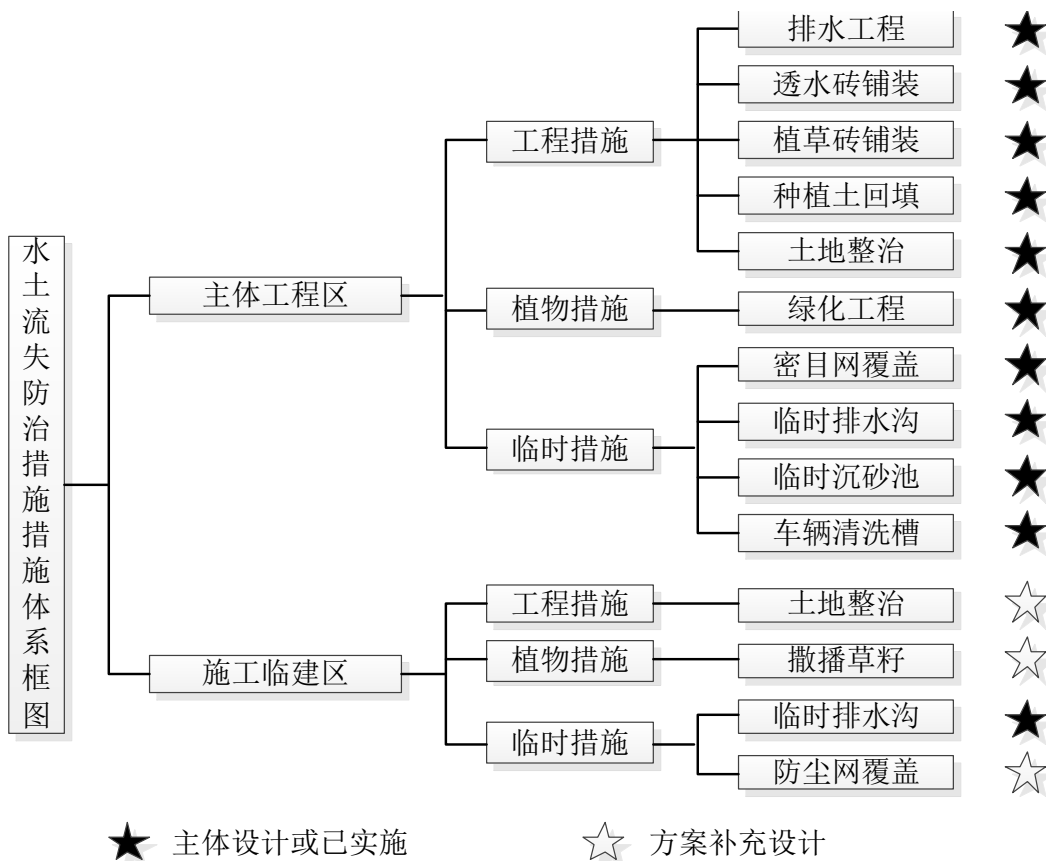 水土流失防治措施措施体系框图
主体工程区
工程措施
排水工程
★
透水砖铺装
★
植草砖铺装
★
种植土回填
★
土地整治
★
植物措施
绿化工程
★
临时措施
密目网覆盖
★
临时排水沟
★
临时沉砂池
★
车辆清洗槽
★
施工临建区
工程措施
土地整治
☆
植物措施
撒播草籽
☆
临时措施
临时排水沟
★
防尘网覆盖
☆
★ 主体设计或已实施
☆ 方案补充设计